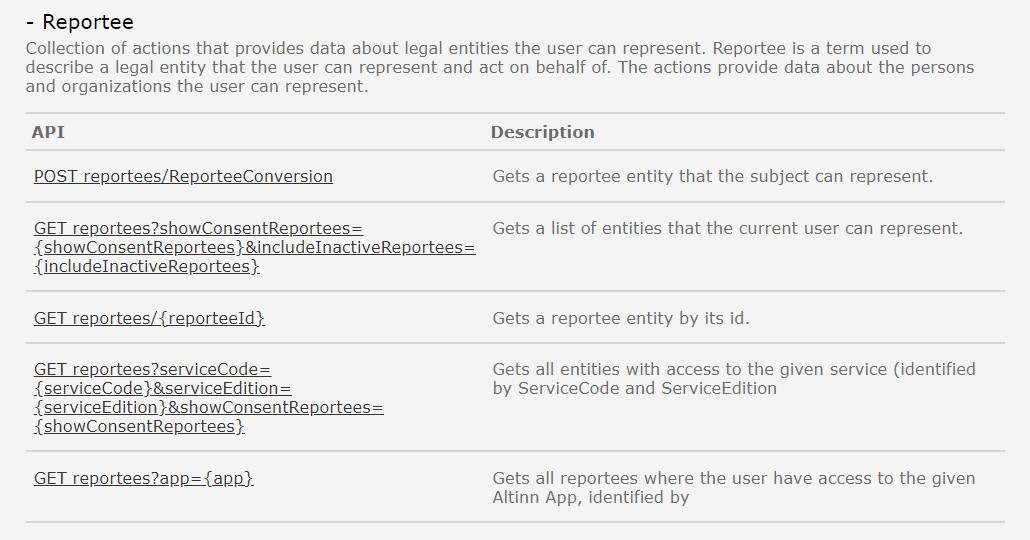 - Reportee
Collection of actions that provides data about legal entities the user can represent. Reportee is a term used to
describe a legal entity that the user can represent and act on behalf of. The actions provide data about the persons
and organizations the user can represent.
API Description
POST reportees/ReporteeConversion Gets a reportee entity that the subject can represent.
GET reportees?showConsentReportees= Gets a list of entities that the current user can represent.
{showConsentReportees}&includeInactiveReportees=
{includeInactiveReportees}
GET reportees/{reporteeId} Gets a reportee entity by its id.
GET reportees?serviceCode= Gets all entities with access to the given service (identified
{serviceCode}&serviceEdition= by ServiceCode and ServiceEdition
{serviceEdition}&showConsentReportees=
{showConsentReportees}
GET reportees?app={app} Gets all reportees where the user have access to the given
Altinn App, identified by